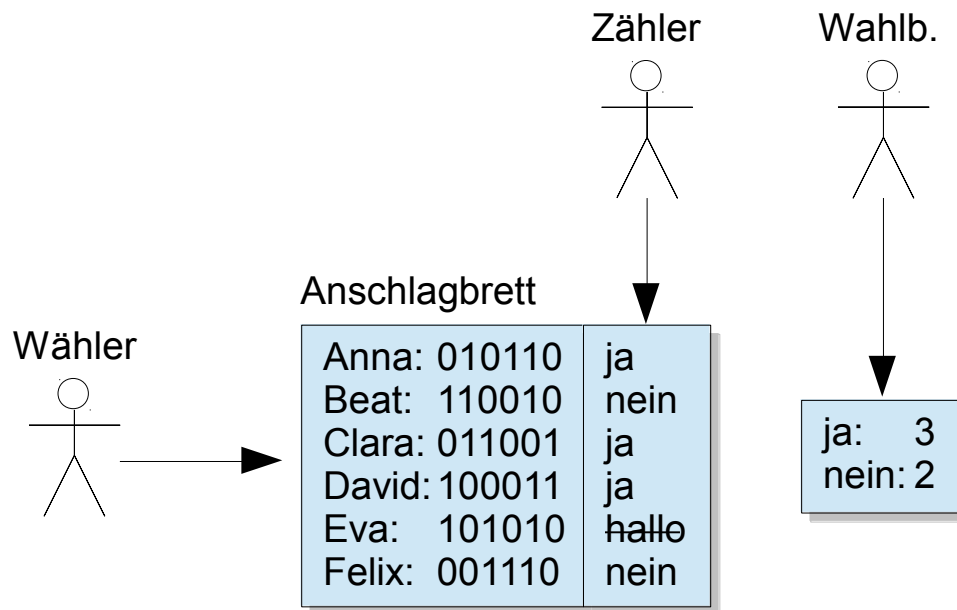 Zähler
Wahlb.
Anschlagbrett
Wähler
Anna: 010110 ja
Beat: 110010 nein
Clara: 011001 ja
David: 100011 ja
Eva: 101010 hallo
Felix: 001110 nein
ja: 3
nein: 2